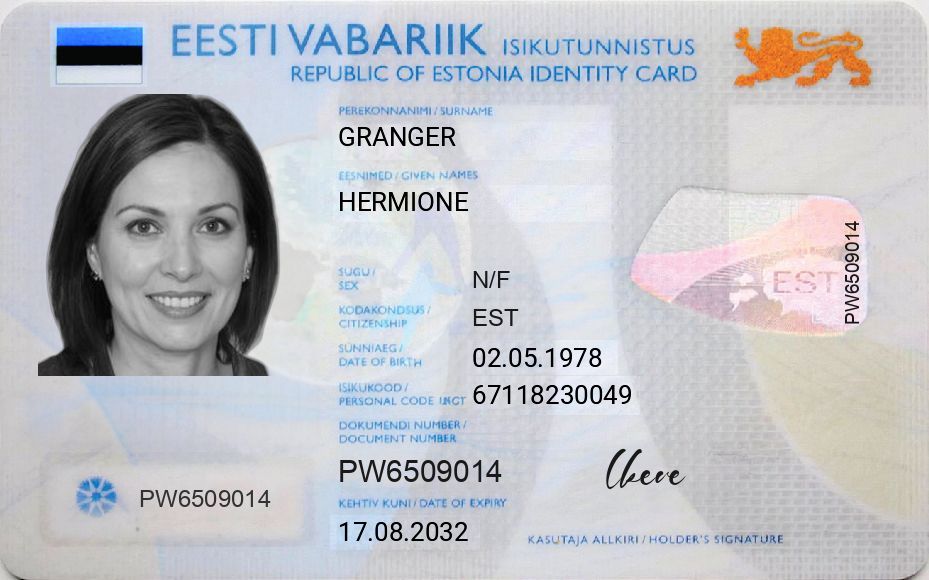 EESTI VABARIIK ISIKUTUNNISTUS
REPUBLIC OF ESTONIA IDENTITY CARD
PEREKONNANIMI / SURNAME
GRANGER
EESNIMED / GIVEN NAMES
HERMIONE
SUGU / SEX
N/F
KODAKONDSUS / CITIZENSHIP
EST
SÜNNIAEG / DATE OF BIRTH
02.05.1978
ISIKUKOOD / PERSONAL CODE
67118230049
DOKUMENDI NUMBER / DOCUMENT NUMBER
PW6509014
KEHTIV KUNI / DATE OF EXPIRY
17.08.2032
KASUTAJA ALLKIRI / HOLDER'S SIGNATURE
PW6509014
EST
PW6509014